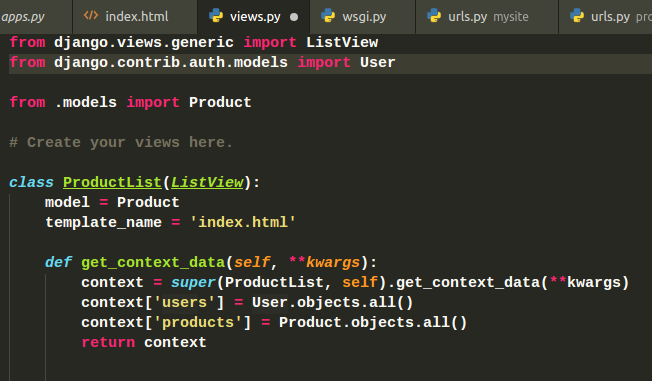 apps.py index.html views.py wsgi.py urls.py mysite urls.py pro
from django.views.generic import ListView
from django.contrib.auth.models import User
from .models import Product
# Create your views here.
class ProductList(ListView):
model = Product
template_name = 'index.html'
def get_context_data(self, **kwargs):
context = super(ProductList, self).get_context_data(**kwargs)
context['users'] = User.objects.all()
context['products'] = Product.objects.all()
return context